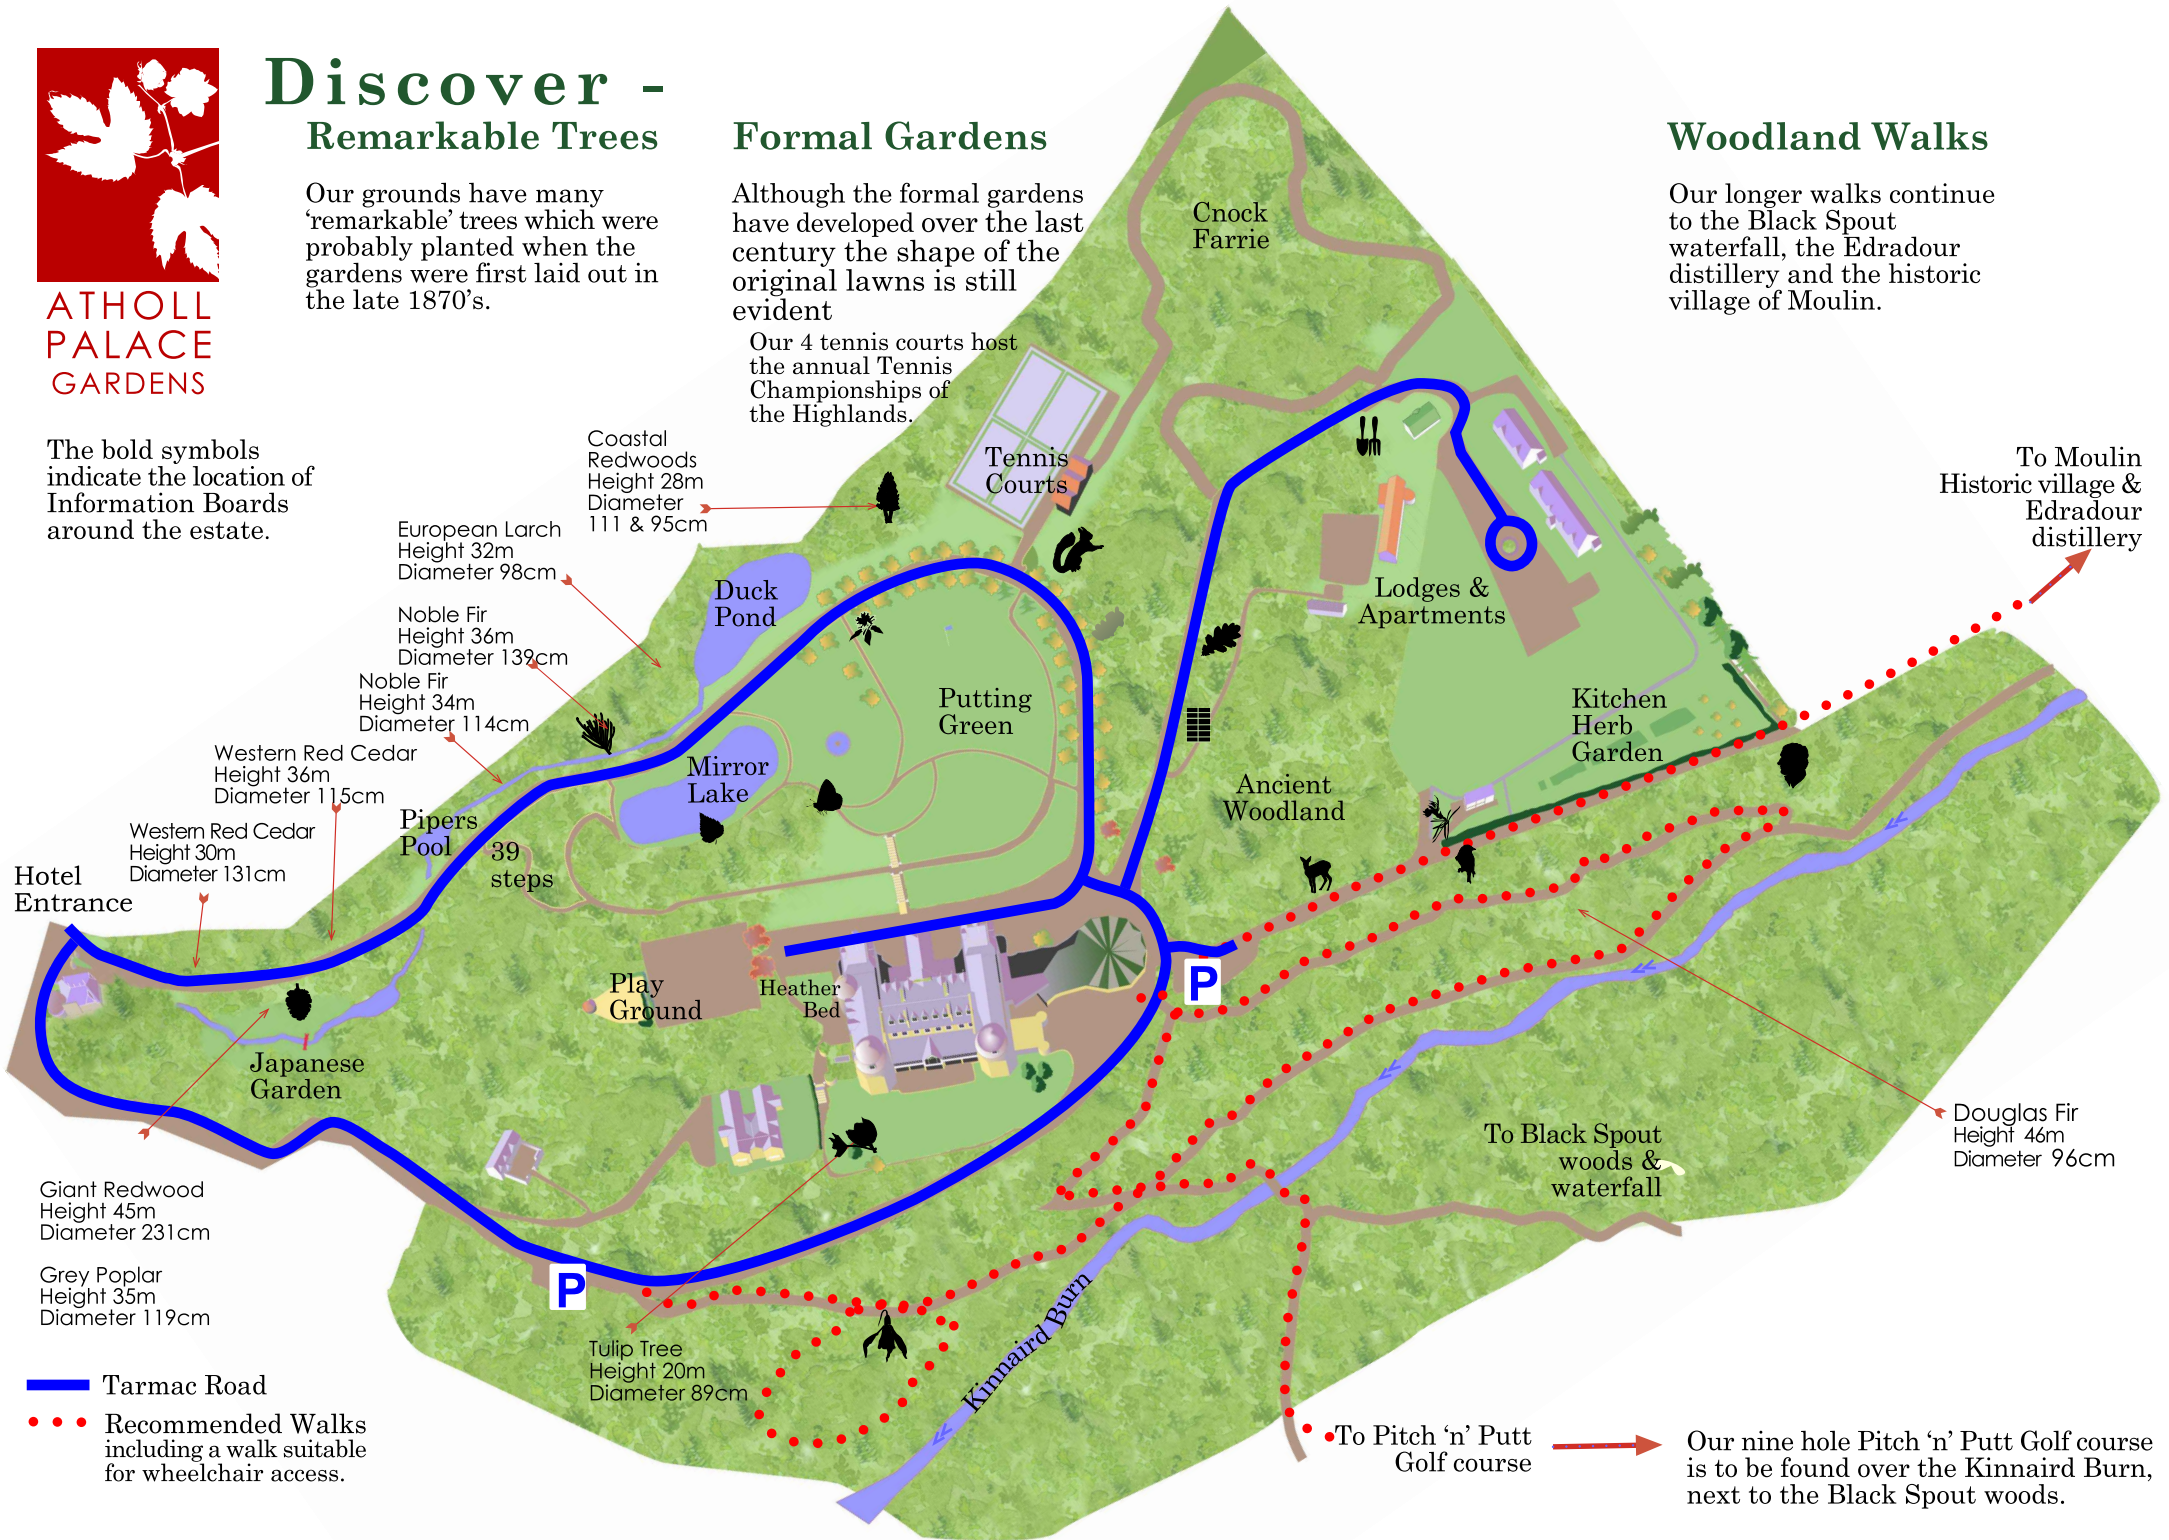 Discover -
Remarkable Trees
Our grounds have many
‘remarkable’ trees which were
probably planted when the
gardens were first laid out in
the late 1870’s.
Formal Gardens
Although the formal gardens
have developed over the last
century the shape of the
original lawns is still
evident
Our 4 tennis courts host
the annual Tennis
Championships of
the Highlands.
Woodland Walks
Our longer walks continue
to the Black Spout
waterfall, the Edradour
distillery and the historic
village of Moulin.
ATHOLL
PALACE
GARDENS
The bold symbols
indicate the location of
Information Boards
around the estate.
Cnock
Farrie
Coastal
Redwoods
Height 28m
Diameter
111 & 95cm
Tennis
Courts
European Larch
Height 32m
Diameter 98cm
Noble Fir
Height 36m
Diameter 139cm
Noble Fir
Height 34m
Diameter 114cm
Western Red Cedar
Height 36m
Diameter 115cm
Western Red Cedar
Height 30m
Diameter 131cm
Hotel
Entrance
Duck
Pond
Putting
Green
Mirror
Lake
Pipers
Pool
39
steps
Lodges &
Apartments
Kitchen
Herb
Garden
Ancient
Woodland
To Moulin
Historic village &
Edradour
distillery
Play
Ground
Heather
Bed
P
Japanese
Garden
Giant Redwood
Height 45m
Diameter 231cm
Grey Poplar
Height 35m
Diameter 119cm
P
Tulip Tree
Height 20m
Diameter 89cm
Kinnaird Burn
To Black Spout
woods &
waterfall
Douglas Fir
Height 46m
Diameter 96cm
Tarmac Road
Recommended Walks
including a walk suitable
for wheelchair access.
To Pitch ‘n’ Putt
Golf course
Our nine hole Pitch ‘n’ Putt Golf course
is to be found over the Kinnaird Burn,
next to the Black Spout woods.